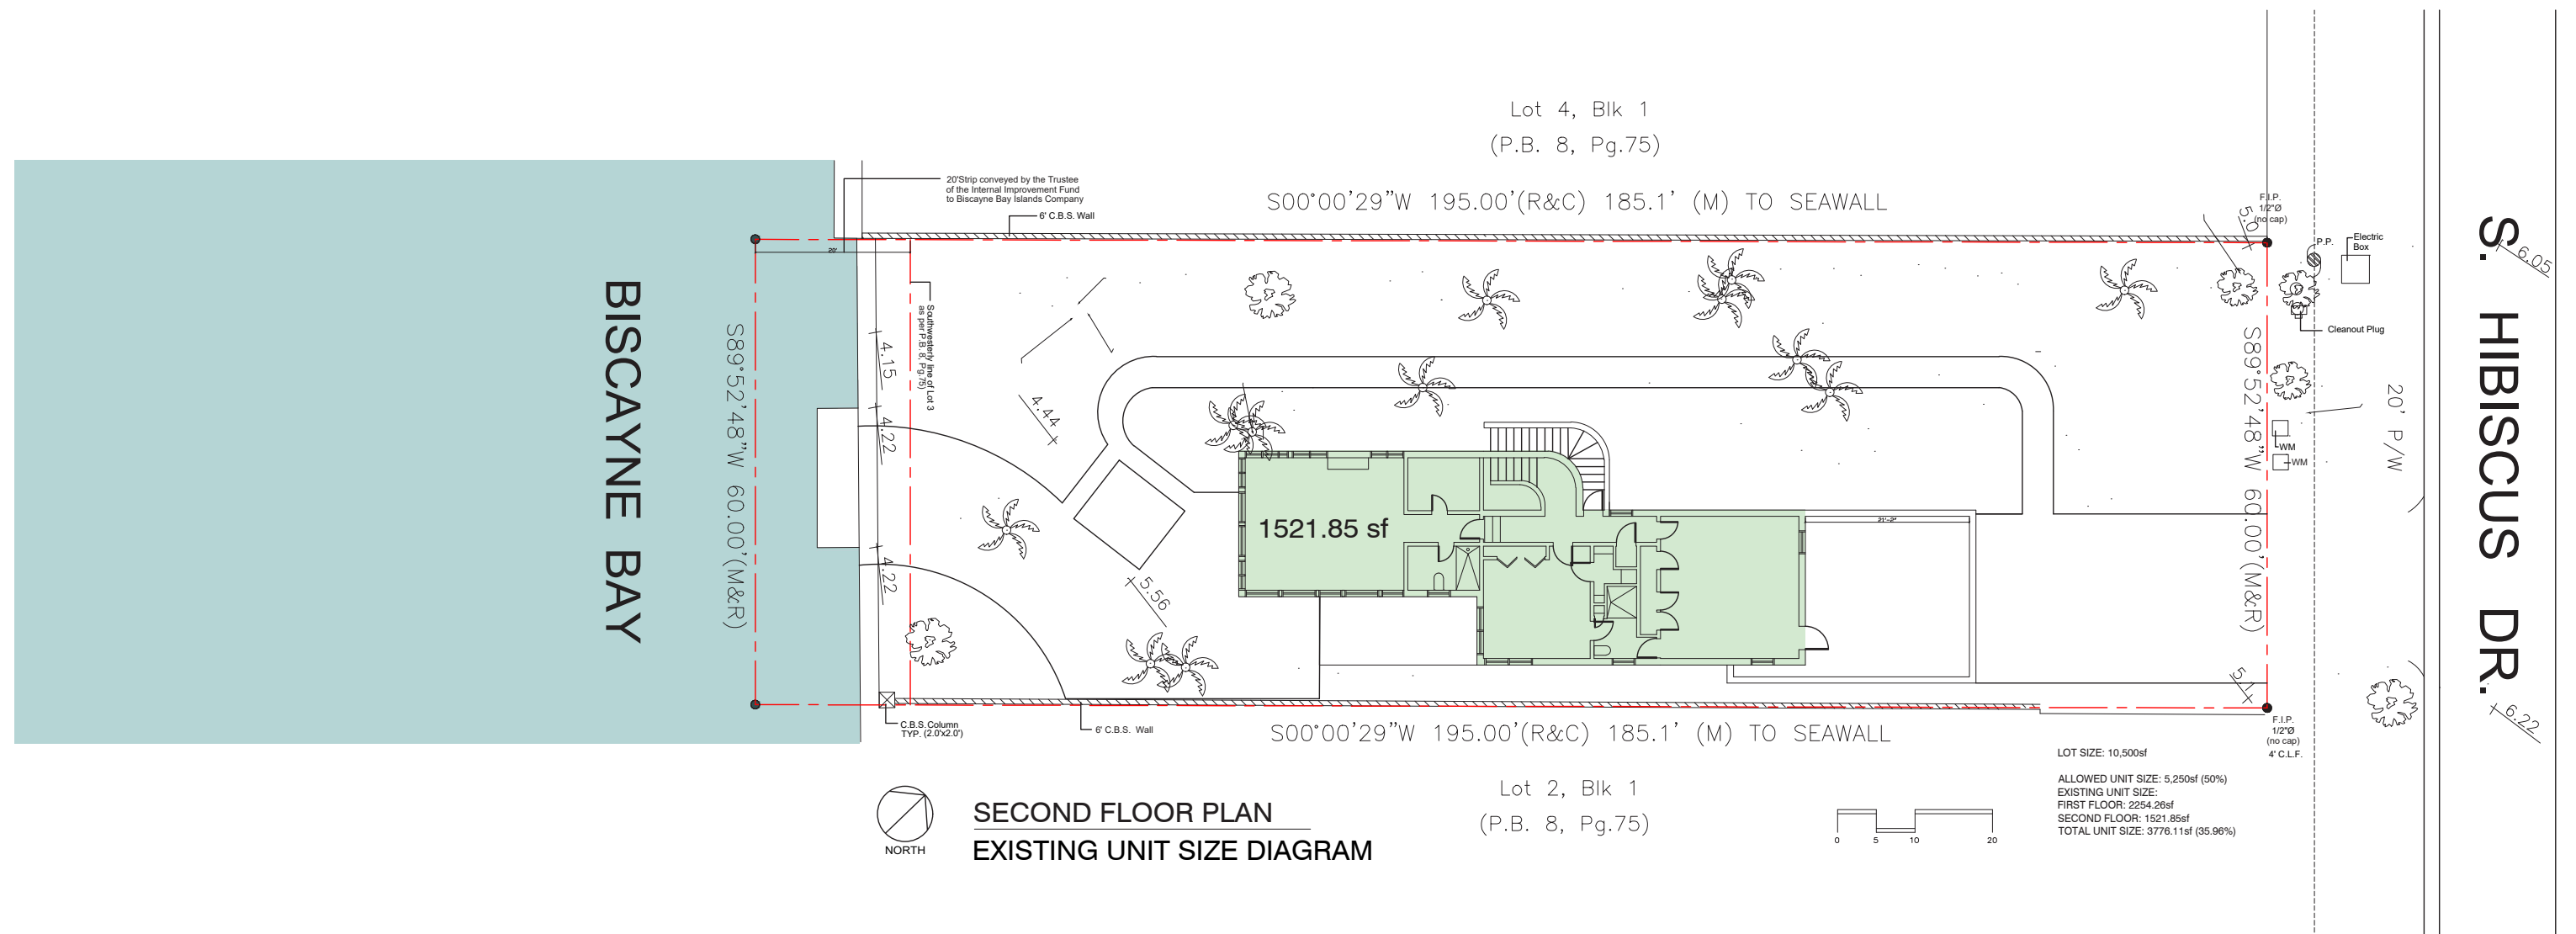 Lot 4, Blk 1
(P.B. 8, Pg.75)
S00°00'29"W 195.00'(R&C) 185.1' (M) TO SEAWALL
20'Strip conveyed by the Trustee
of the Internal Improvement Fund
to Biscayne Bay Islands Company
6' C.B.S. Wall
20'
F.I.P.
1/2"Ø
(no cap)
5.0
P.P.
Electric
Box
Cleanout Plug
S. HIBISCUS DR.
6.05
BISCAYNE BAY
S89°52'48"W 60.00'(M&R)
Southwesterly line of Lot 3
as per P.B. 8, Pg.75)
4.15
4.22
4.22
4.44
5.56
1521.85 sf
21'-2"
S89°52'48"W 60.00'(M&R)
WM
WM
20' P/W
5.1
6.22
C.B.S. Column
TYP. (2.0'x2.0')
6' C.B.S. Wall
S00°00'29"W 195.00'(R&C) 185.1' (M) TO SEAWALL
F.I.P.
1/2"Ø
(no cap)
4' C.L.F.
Lot 2, Blk 1
(P.B. 8, Pg.75)
NORTH
SECOND FLOOR PLAN
EXISTING UNIT SIZE DIAGRAM
0 5 10 20
LOT SIZE: 10,500sf
ALLOWED UNIT SIZE: 5,250sf (50%)
EXISTING UNIT SIZE:
FIRST FLOOR: 2254.26sf
SECOND FLOOR: 1521.85sf
TOTAL UNIT SIZE: 3776.11sf (35.96%)